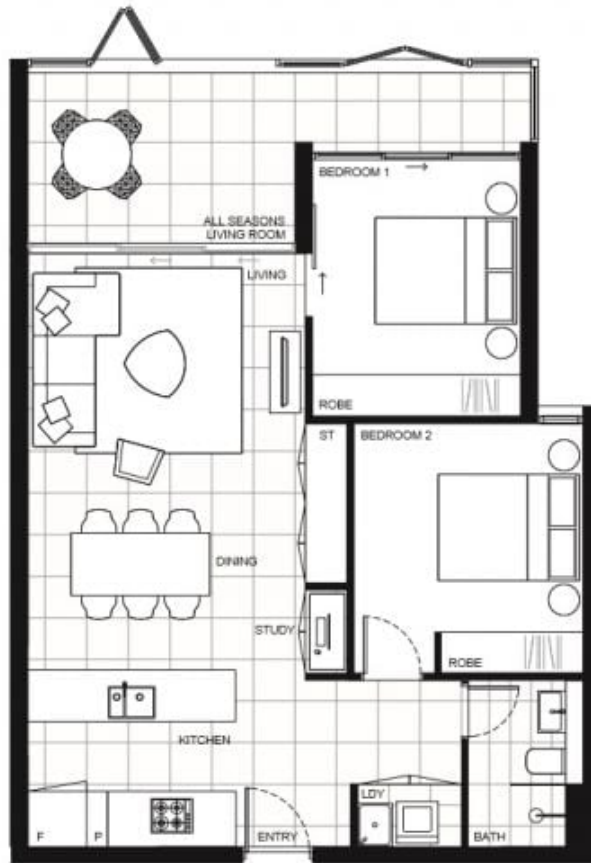 BEDROOM 1
ALL SEASONS
LIVING ROOM
LIVING
ROBE
ST
BEDROOM 2
DINING
STUDY
ROBE
KITCHEN
LDY
F
P
ENTRY
BATH